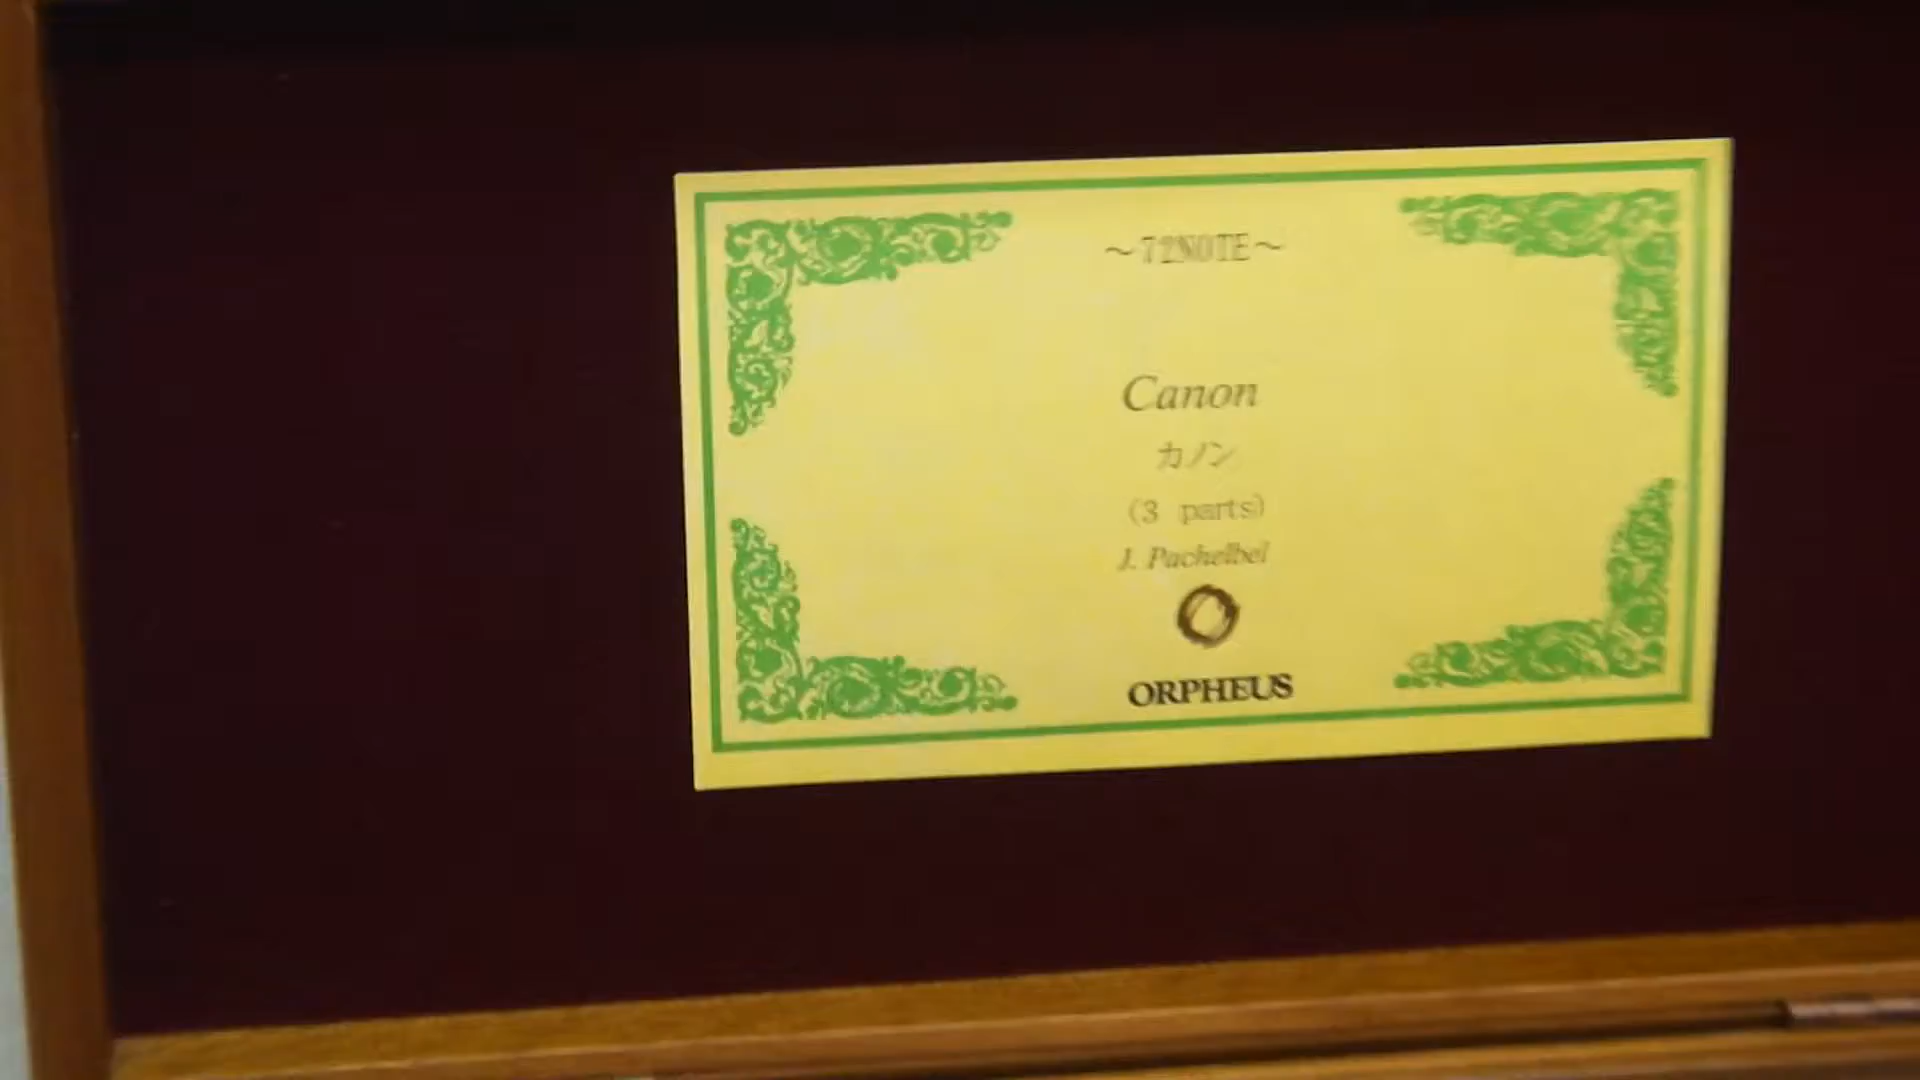 ～72NOTE～
Canon
カノン
(3 parts)
J. Pachelbel
ORPHEUS